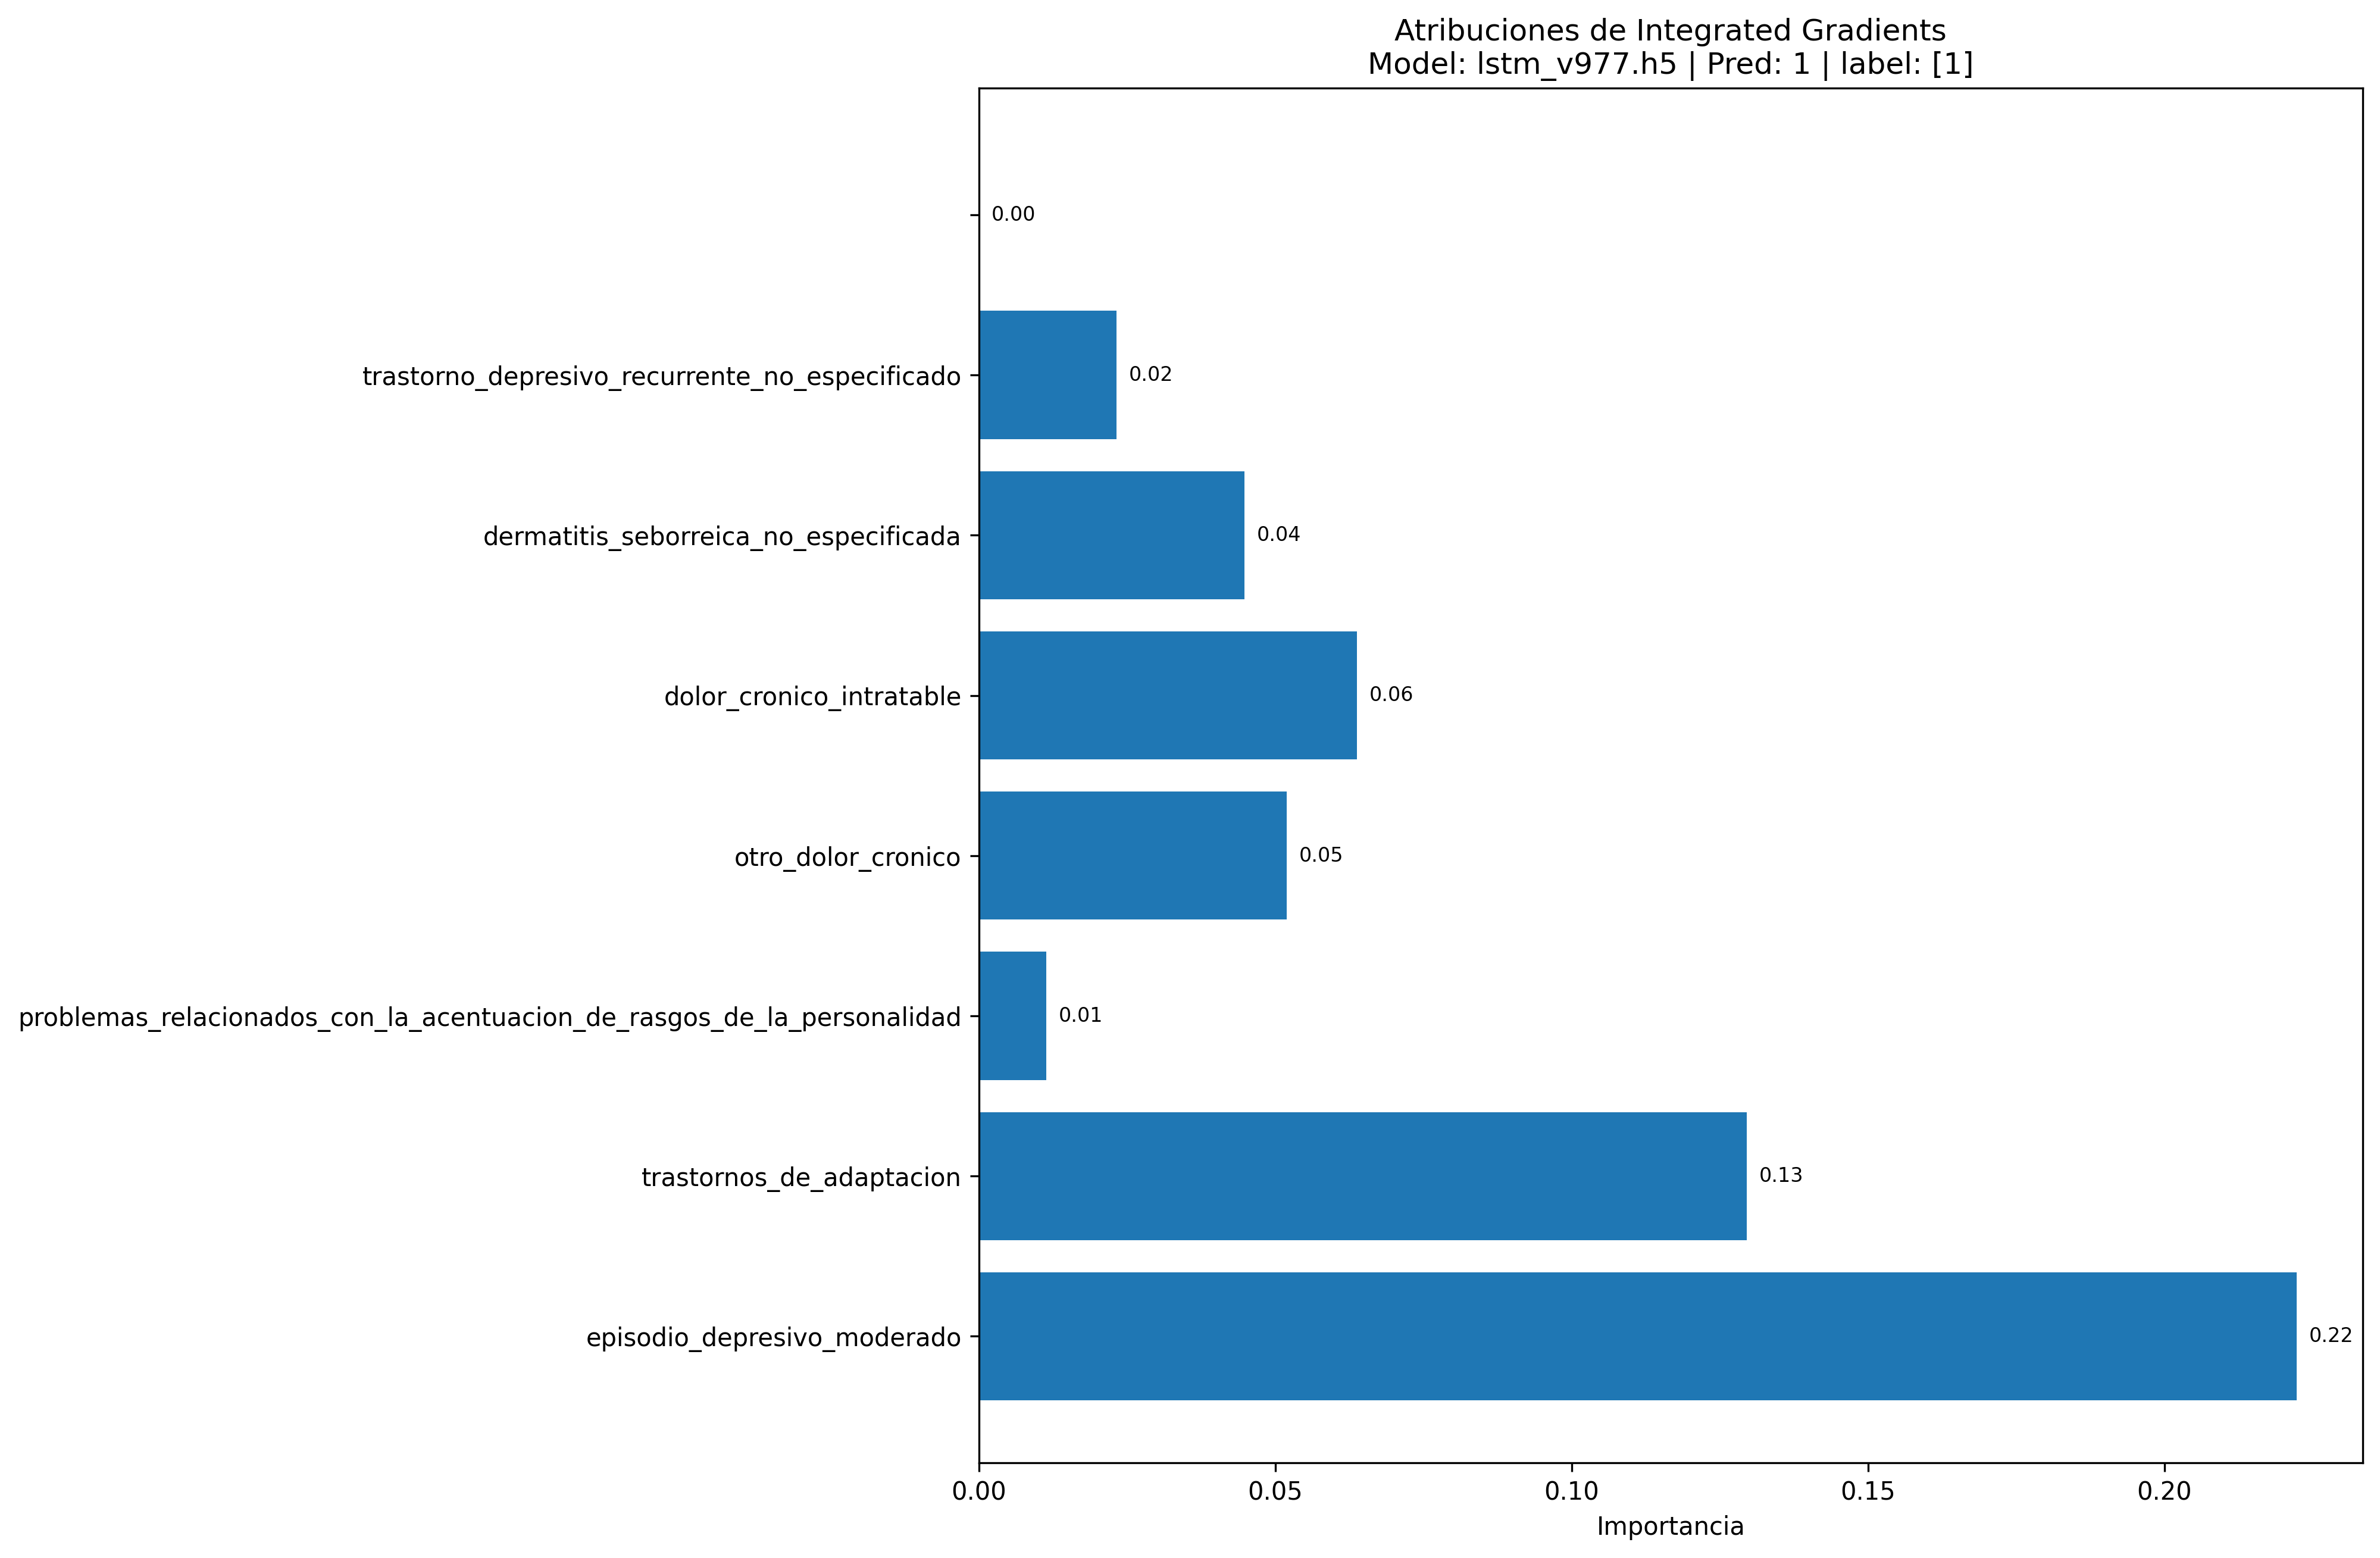 Atribuciones de Integrated Gradients
Model: lstm_v977.h5 | Pred: 1 | label: [1]
0.00
trastorno_depresivo_recurrente_no_especificado 0.02
dermatitis_seborreica_no_especificada 0.04
dolor_cronico_intratable 0.06
otro_dolor_cronico 0.05
problemas_relacionados_con_la_acentuacion_de_rasgos_de_la_personalidad 0.01
trastornos_de_adaptacion 0.13
episodio_depresivo_moderado 0.22
0.00 0.05 0.10 0.15 0.20
Importancia